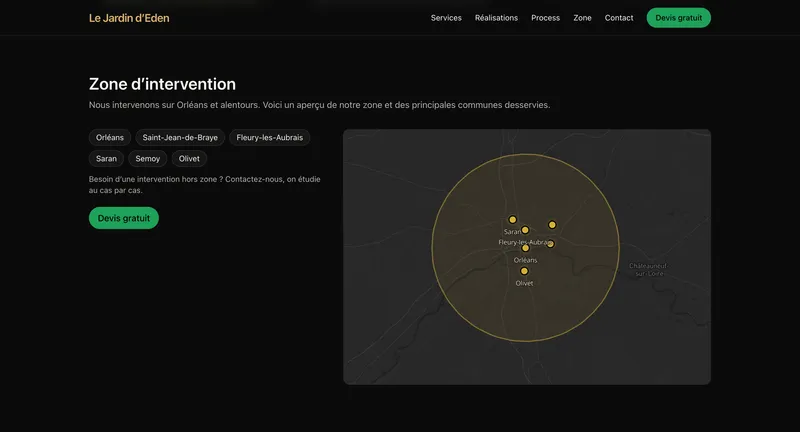 Le Jardin d’Eden
Services
Réalisations
Process
Zone
Contact
Devis gratuit
Zone d’intervention
Nous intervenons sur Orléans et alentours. Voici un aperçu de notre zone et des principales communes desservies.
Orléans
Saint-Jean-de-Braye
Fleury-les-Aubrais
Saran
Semoy
Olivet
Besoin d’une intervention hors zone ? Contactez-nous, on étudie
au cas par cas.
Devis gratuit
Saran
Fleury-les-Aubrais
Orléans
Olivet
Châteauneuf-
sur-Loire